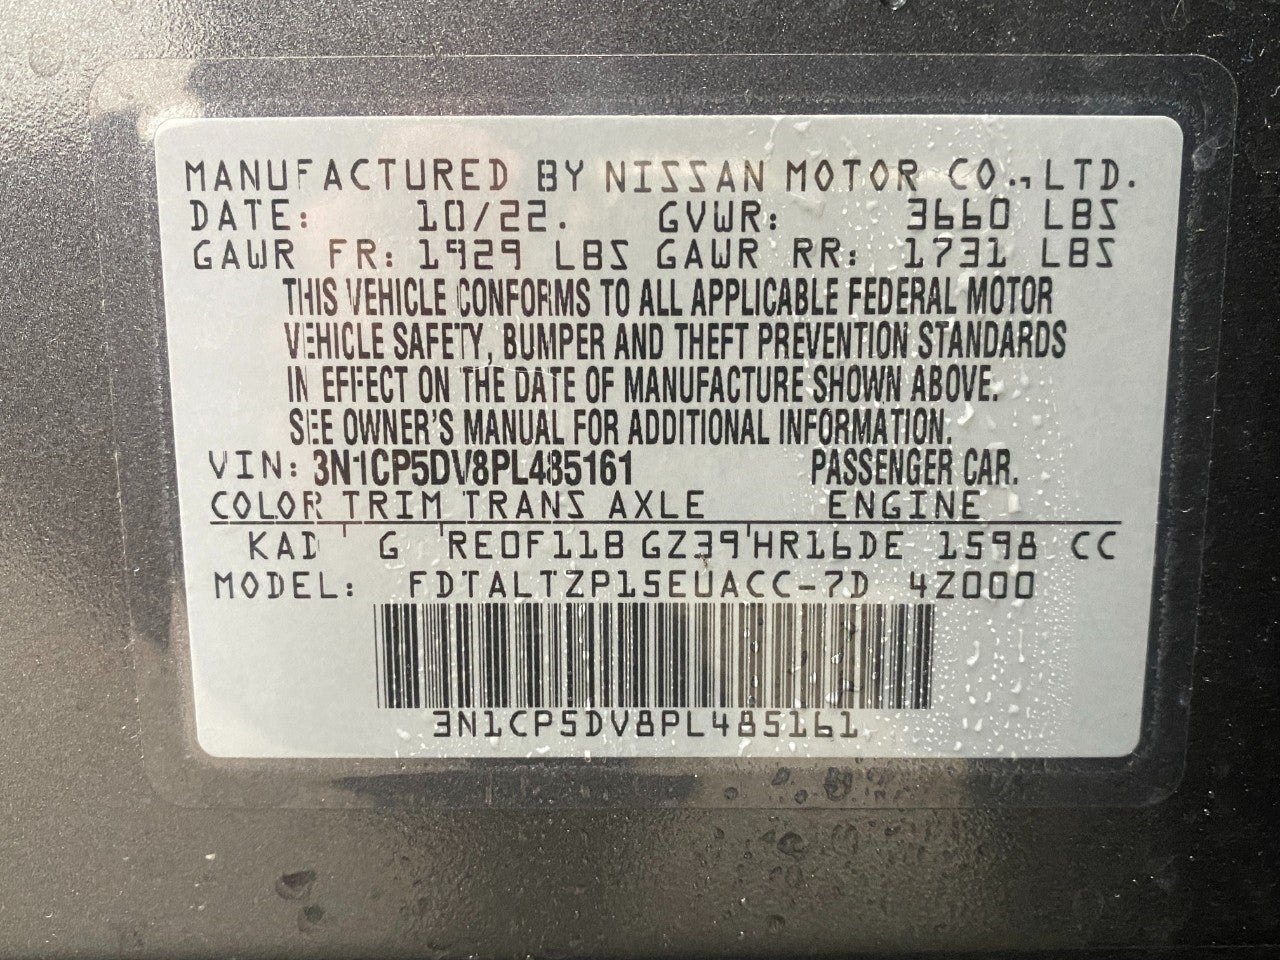 MANUFACTURED BY NISSAN MOTOR CO., LTD.
DATE: 10/22. GVWR: 3660 LBS
GAWR FR: 1929 LBS GAWR RR: 1731 LBS
THIS VEHICLE CONFORMS TO ALL APPLICABLE FEDERAL MOTOR
VEHICLE SAFETY, BUMPER AND THEFT PREVENTION STANDARDS
IN EFFECT ON THE DATE OF MANUFACTURE SHOWN ABOVE.
SEE OWNER'S MANUAL FOR ADDITIONAL INFORMATION.
VIN: 3N1CP5DV8PL485161 PASSENGER CAR.
COLOR TRIM TRANS AXLE ENGINE
KAD G RE0F11B GZ39 HR16DE 1598 CC
MODEL: FDTALTZP15EUACC-7D 4Z000
3N1CP5DV8PL485161